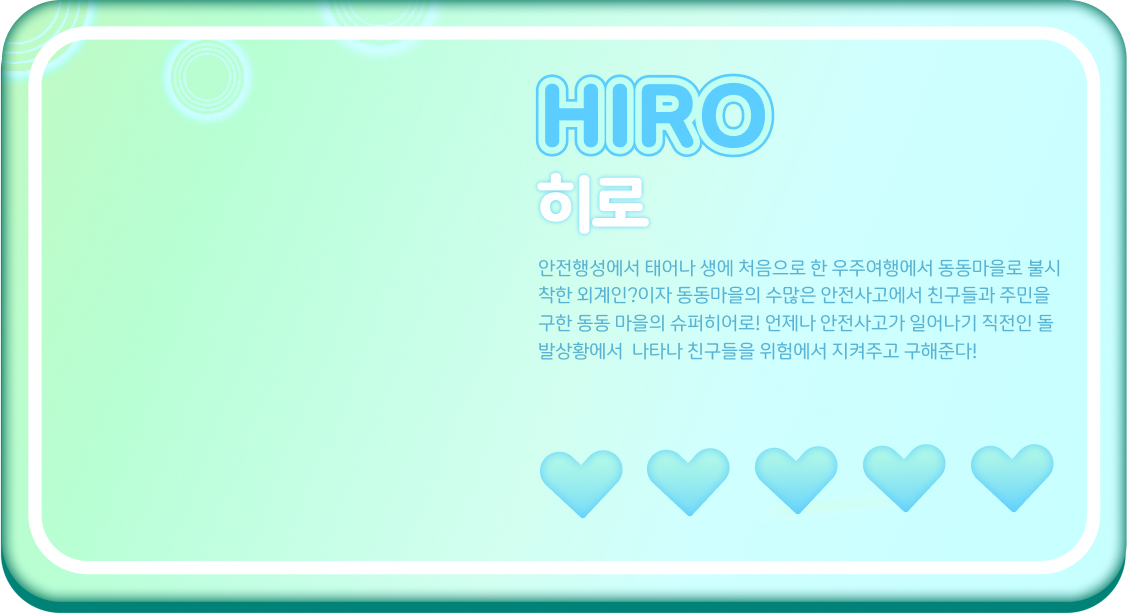 HIRO
히로
안전행성에서 태어나 생에 처음으로 한 우주여행에서 동동마을로 불시
착한 외계인?이자 동동마을의 수많은 안전사고에서 친구들과 주민을
구한 동동 마을의 슈퍼히어로! 언제나 안전사고가 일어나기 직전인 돌
발상황에서  나타나 친구들을 위험에서 지켜주고 구해준다!